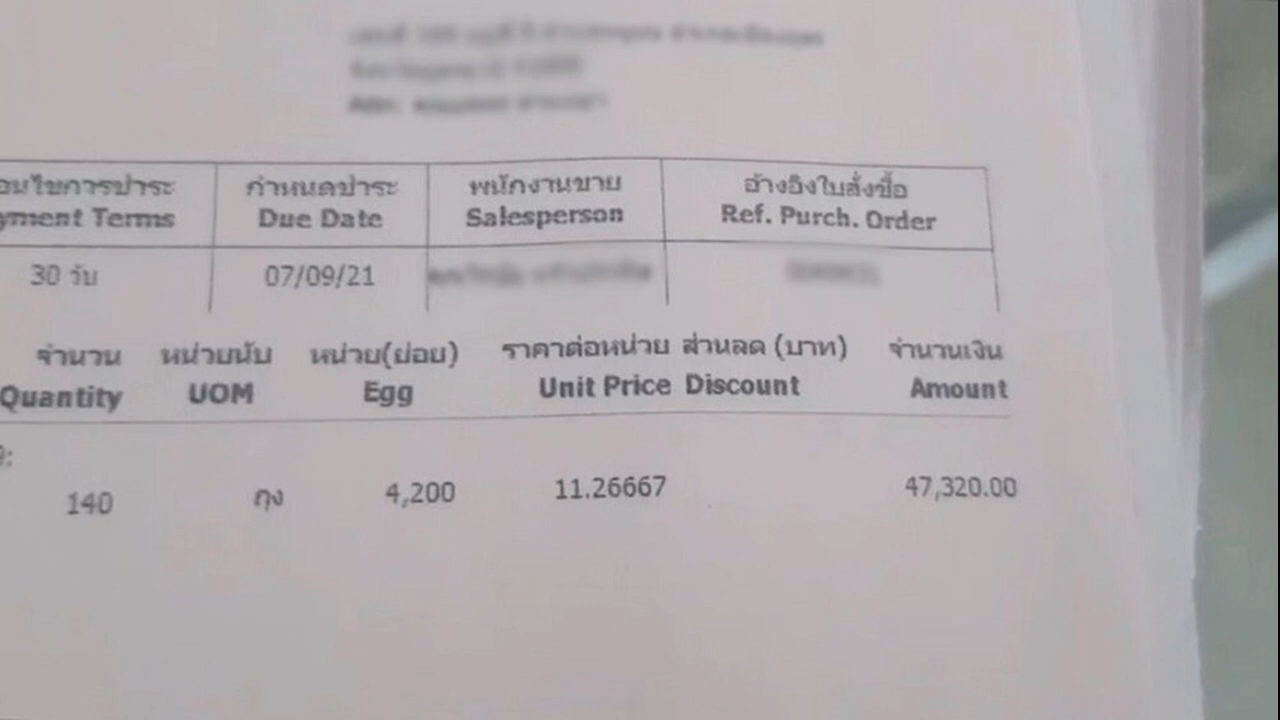 อนไขการชำระ กำหนดชำระ พนักงานขาย อ้างอิงใบสั่งซื้อ
yment Terms Due Date Salesperson Ref. Purch. Order
30 วัน 07/09/21
จำนวน หน่วยนับ หน่วย(ย่อย) ราคาต่อหน่วย ส่วนลด (บาท) จำนวนเงิน
Quantity UOM Egg Unit Price Discount Amount
140 ถุง 4,200 11.26667 47,320.00